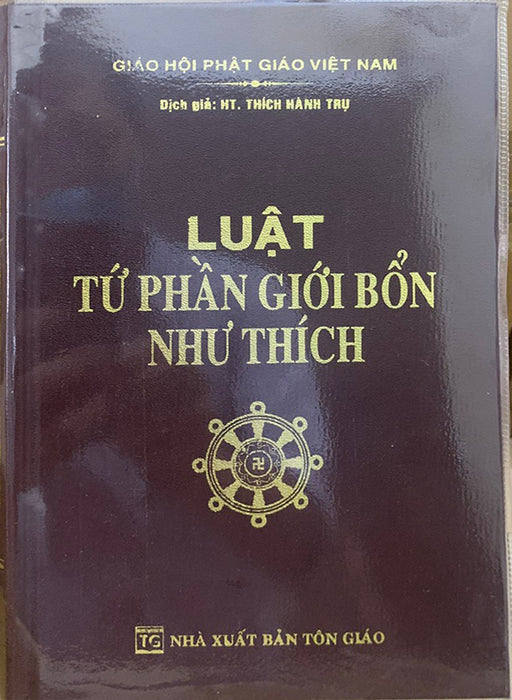 GIÁO HỘI PHẬT GIÁO VIỆT NAM
Dịch giả: HT. THÍCH HÀNH TRỤ
LUẬT
TỨ PHẦN GIỚI BỔN
NHƯ THÍCH
卍
TG NHÀ XUẤT BẢN TÔN GIÁO